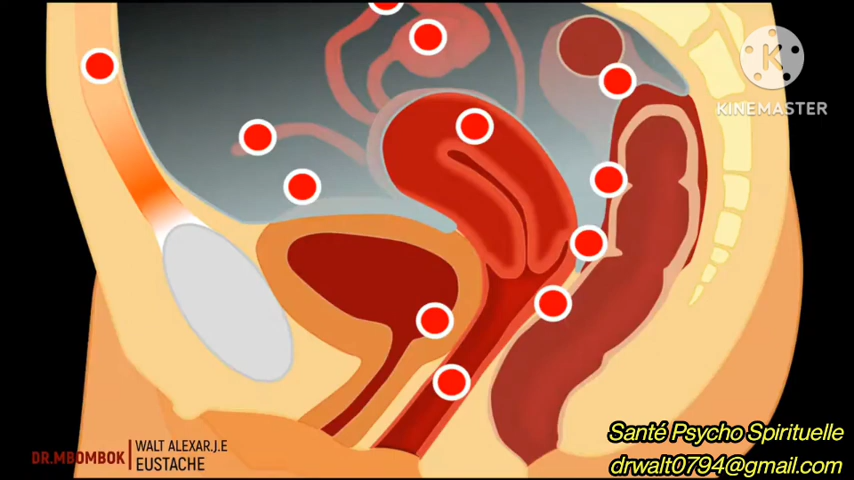 KINEMASTER
DR.MBOMBOK
WALT ALEXAR.J.E
EUSTACHE
Santé Psycho Spirituelle
drwalt0794@gmail.com